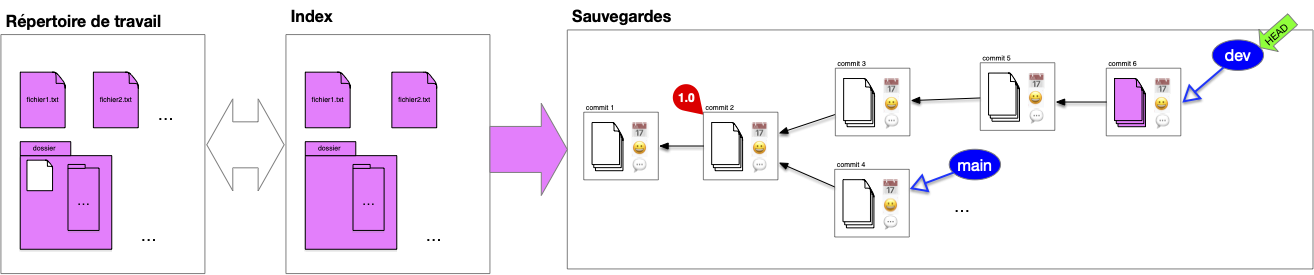 Répertoire de travail
fichier1.txt
fichier2.txt
...
dossier
...
...
Index
fichier1.txt
fichier2.txt
dossier
...
...
Sauvegardes
commit 1
17
1.0
commit 2
17
commit 3
17
commit 4
17
main
...
commit 5
17
commit 6
17
dev
HEAD